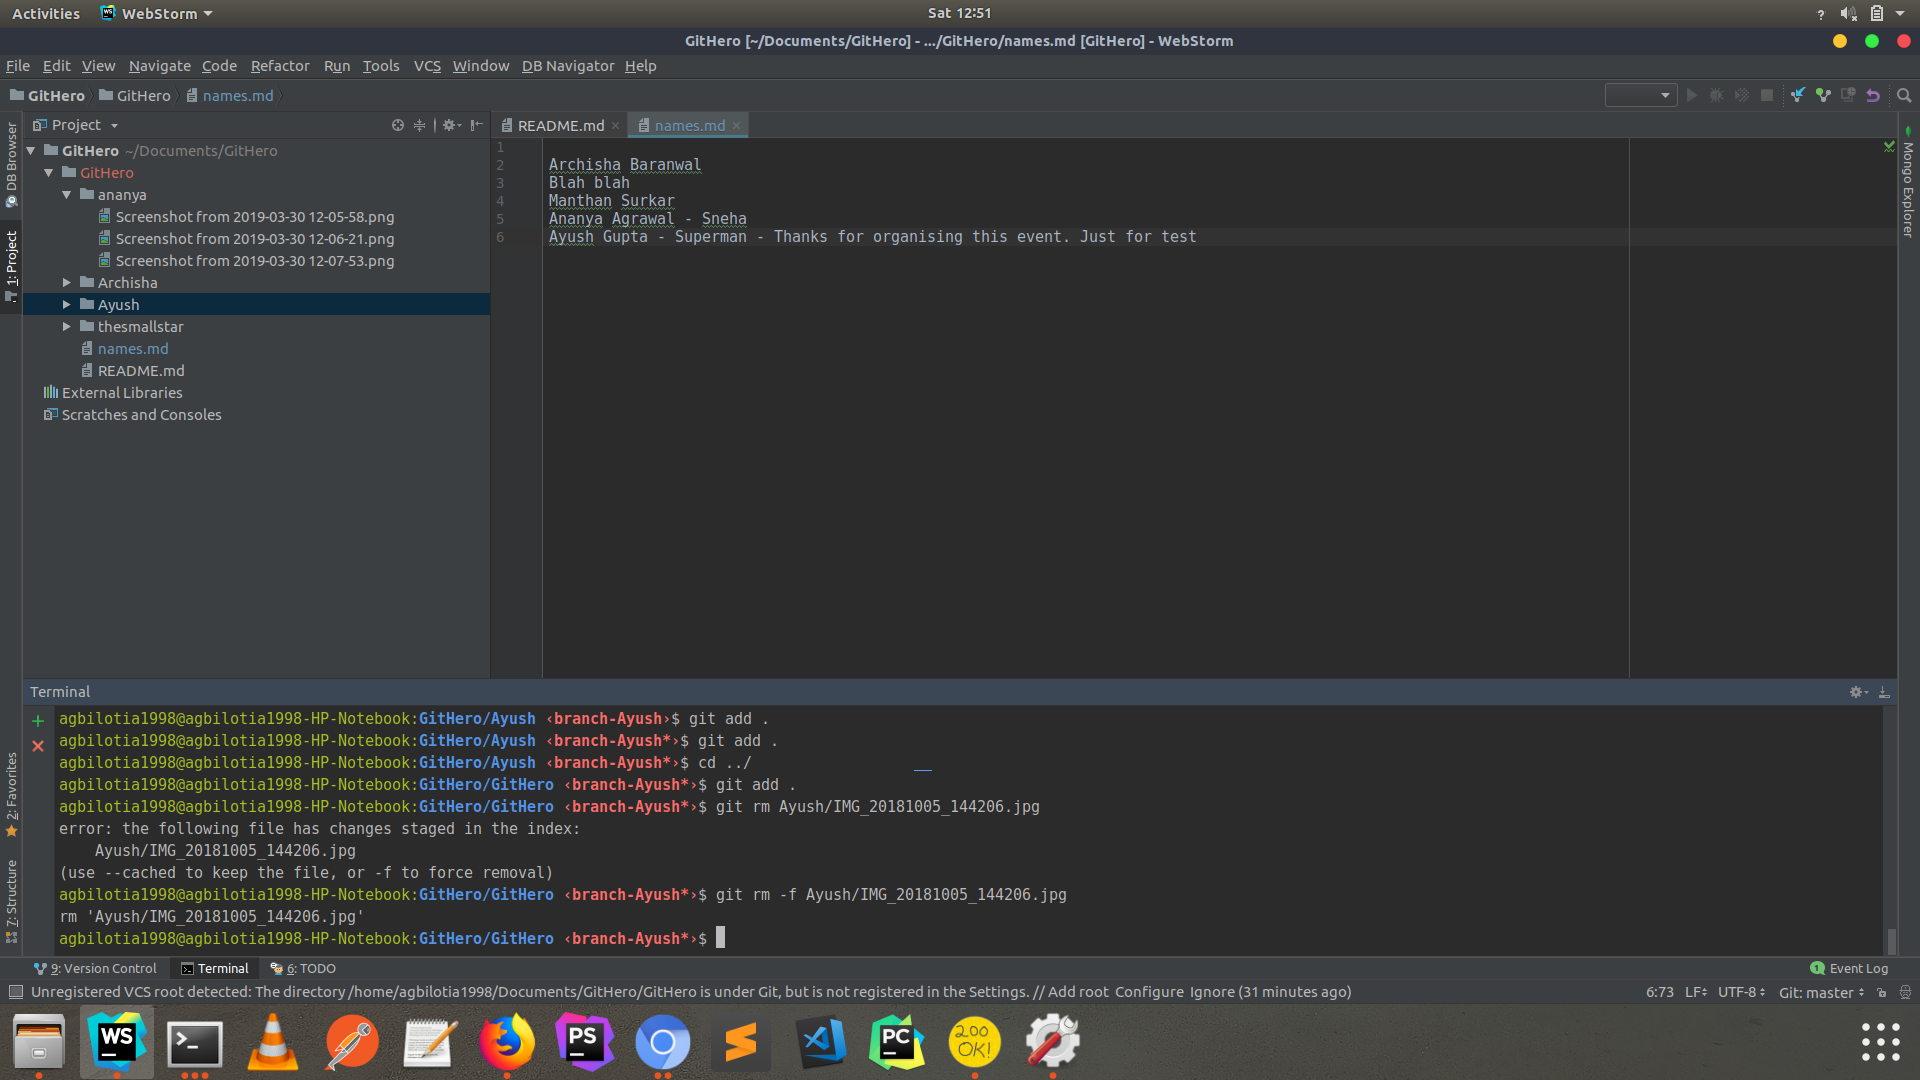 Activities WebStorm Sat 12:51 ?
GitHero [~/Documents/GitHero] - .../GitHero/names.md [GitHero] - WebStorm
File Edit View Navigate Code Refactor Run Tools VCS Window DB Navigator Help
GitHero GitHero names.md
DB Browser
1: Project
2: Favorites
7: Structure
Project
GitHero ~/Documents/GitHero
GitHero
ananya
Screenshot from 2019-03-30 12-05-58.png
Screenshot from 2019-03-30 12-06-21.png
Screenshot from 2019-03-30 12-07-53.png
Archisha
Ayush
thesmallstar
names.md
README.md
External Libraries
Scratches and Consoles
README.md names.md
1
2 Archisha Baranwal
3 Blah blah
4 Manthan Surkar
5 Ananya Agrawal - Sneha
6 Ayush Gupta - Superman - Thanks for organising this event. Just for test
Mongo Explorer
Terminal
agbilotia1998@agbilotia1998-HP-Notebook:GitHero/Ayush ‹branch-Ayush›$ git add .
agbilotia1998@agbilotia1998-HP-Notebook:GitHero/Ayush ‹branch-Ayush*›$ git add .
agbilotia1998@agbilotia1998-HP-Notebook:GitHero/Ayush ‹branch-Ayush*›$ cd ../
agbilotia1998@agbilotia1998-HP-Notebook:GitHero/GitHero ‹branch-Ayush*›$ git add .
agbilotia1998@agbilotia1998-HP-Notebook:GitHero/GitHero ‹branch-Ayush*›$ git rm Ayush/IMG_20181005_144206.jpg
error: the following file has changes staged in the index:
Ayush/IMG_20181005_144206.jpg
(use --cached to keep the file, or -f to force removal)
agbilotia1998@agbilotia1998-HP-Notebook:GitHero/GitHero ‹branch-Ayush*›$ git rm -f Ayush/IMG_20181005_144206.jpg
rm 'Ayush/IMG_20181005_144206.jpg'
agbilotia1998@agbilotia1998-HP-Notebook:GitHero/GitHero ‹branch-Ayush*›$
9: Version Control Terminal 6: TODO 1 Event Log
Unregistered VCS root detected: The directory /home/agbilotia1998/Documents/GitHero/GitHero is under Git, but is not registered in the Settings. // Add root Configure Ignore (31 minutes ago) 6:73 LF UTF-8 Git: master
WS >_ PS PC 200 OK!